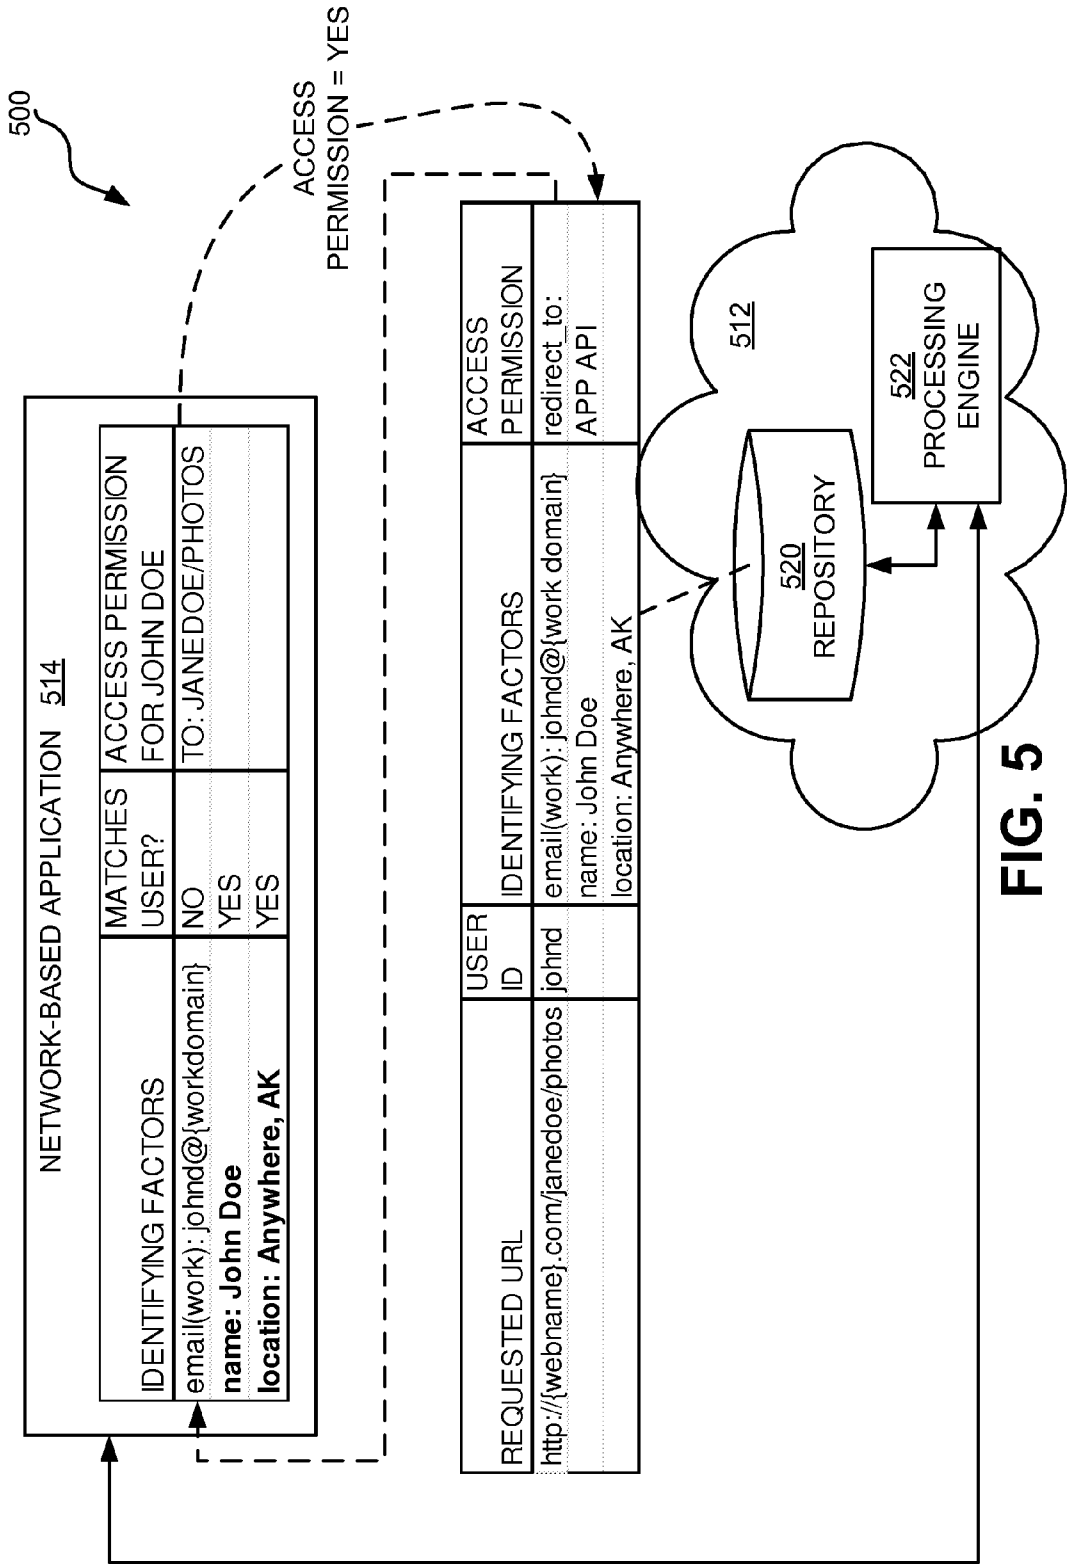 500
NETWORK-BASED APPLICATION 514
IDENTIFYING FACTORS
MATCHES
USER?
ACCESS PERMISSION
FOR JOHN DOE
email(work): johnd@{workdomain}
NO
TO: JANEDOE/PHOTOS
name: John Doe
YES
location: Anywhere, AK
YES
ACCESS
PERMISSION = YES
REQUESTED URL
USER
ID
IDENTIFYING FACTORS
ACCESS
PERMISSION
http://{webname}.com/janedoe/photos
johnd
email(work): johnd@{work domain}
redirect_to:
name: John Doe
APP API
location: Anywhere, AK
512
520
REPOSITORY
522
PROCESSING
ENGINE
FIG. 5